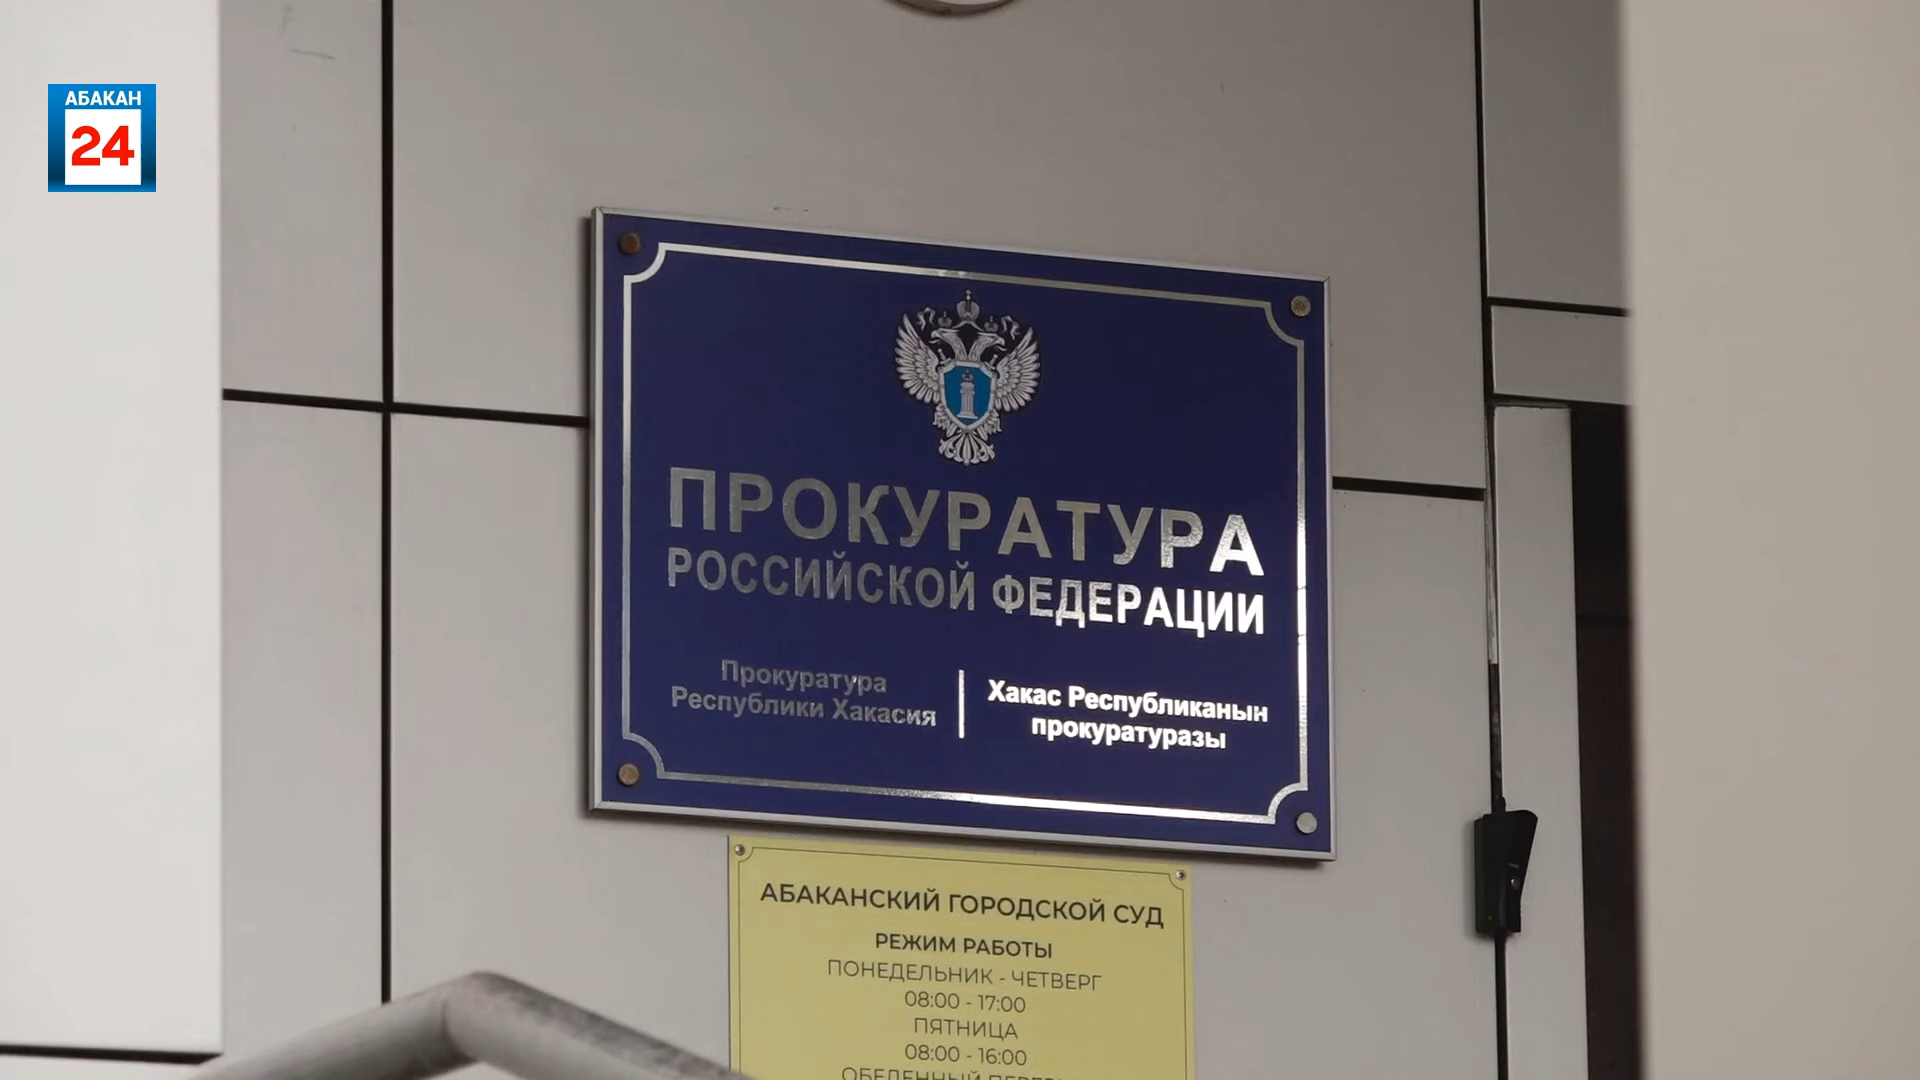 АБАКАН
24
ПРОКУРАТУРА
РОССИЙСКОЙ ФЕДЕРАЦИИ
Прокуратура
Республики Хакасия
Хакас Республиканын
прокуратуразы
АБАКАНСКИЙ ГОРОДСКОЙ СУД
РЕЖИМ РАБОТЫ
ПОНЕДЕЛЬНИК - ЧЕТВЕРГ
08:00 - 17:00
ПЯТНИЦА
08:00 - 16:00
ОБЕДЕННЫЙ